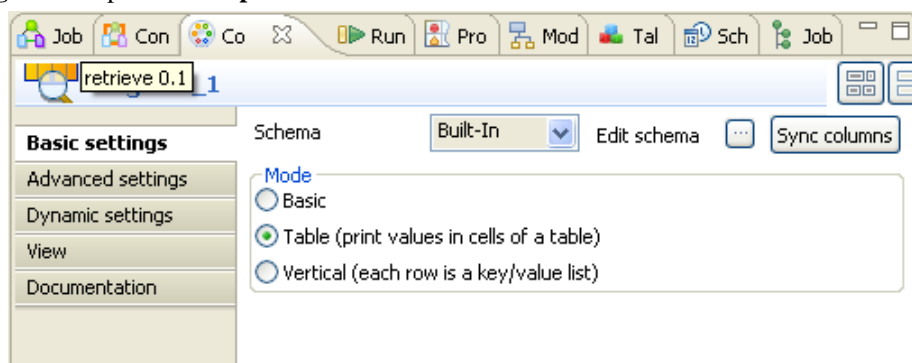 Job Con Co Run Pro Mod Tal Sch Job
retrieve 0.1 _1
Basic settings
Schema Built-In Edit schema ... Sync columns
Advanced settings
Mode
Basic
Dynamic settings
Table (print values in cells of a table)
View
Vertical (each row is a key/value list)
Documentation